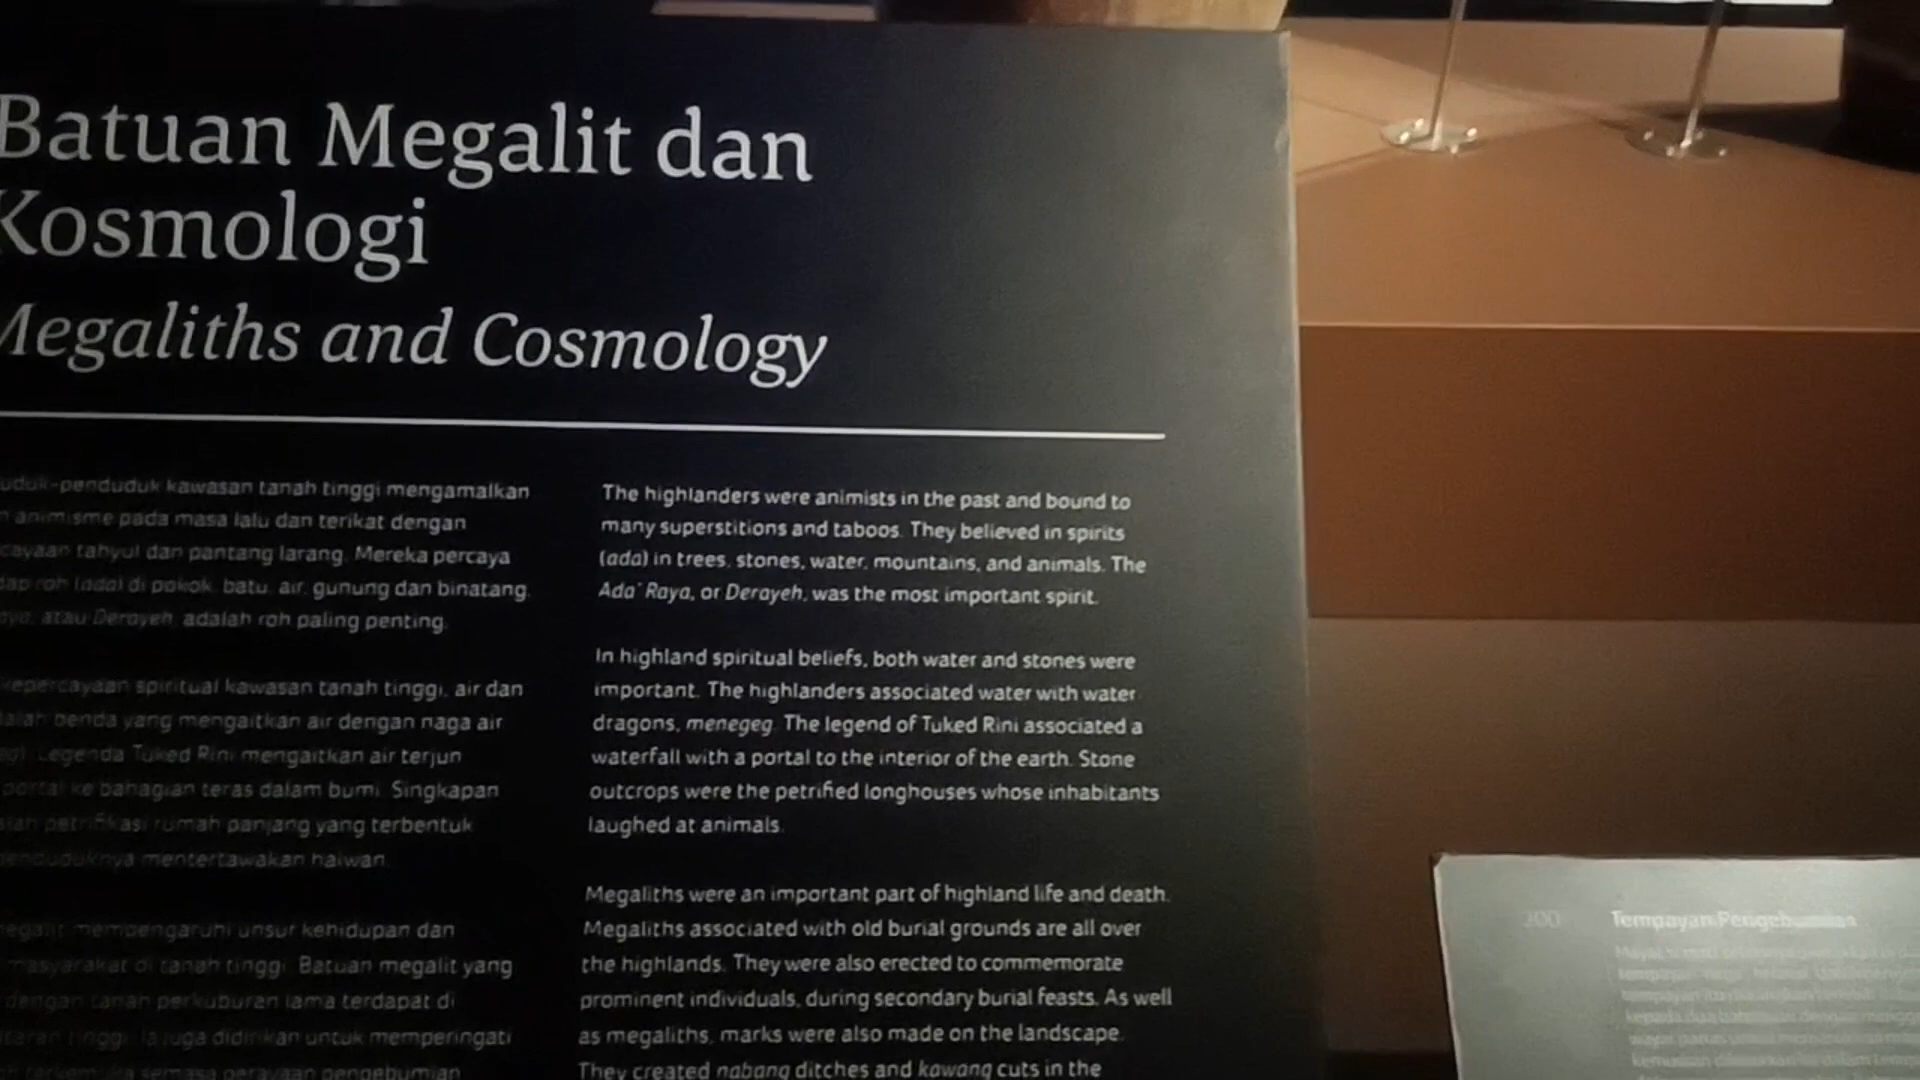 Batuan Megalit dan
Kosmologi
Megaliths and Cosmology
-penduduk kawasan tanah tinggi mengamalkan
animisme pada masa lalu dan terikat dengan
tahyul dan pantang larang. Mereka percaya
roh (ada) di pokok, batu, air, gunung dan binatang.
atau Derayeh, adalah roh paling penting.
kepercayaan spiritual kawasan tanah tinggi, air dan
benda yang mengaitkan air dengan naga air
Legenda Tuked Rini mengaitkan air terjun
portal ke bahagian teras dalam bumi. Singkapan
petrifikasi rumah panjang yang terbentuk
penduduknya mentertawakan haiwan.
mempengaruhi unsur kehidupan dan
masyarakat di tanah tinggi. Batuan megalit yang
dengan tanah perkuburan lama terdapat di
tinggi. Ia juga didirikan untuk memperingati
semasa perayaan pengebumian
The highlanders were animists in the past and bound to
many superstitions and taboos. They believed in spirits
(ada) in trees, stones, water, mountains, and animals. The
Ada' Raya, or Derayeh, was the most important spirit.
In highland spiritual beliefs, both water and stones were
important. The highlanders associated water with water
dragons, menegeg. The legend of Tuked Rini associated a
waterfall with a portal to the interior of the earth. Stone
outcrops were the petrified longhouses whose inhabitants
laughed at animals.
Megaliths were an important part of highland life and death.
Megaliths associated with old burial grounds are all over
the highlands. They were also erected to commemorate
prominent individuals, during secondary burial feasts. As well
as megaliths, marks were also made on the landscape.
They created nabang ditches and kawang cuts in the
300
Tempayan Pengebumian